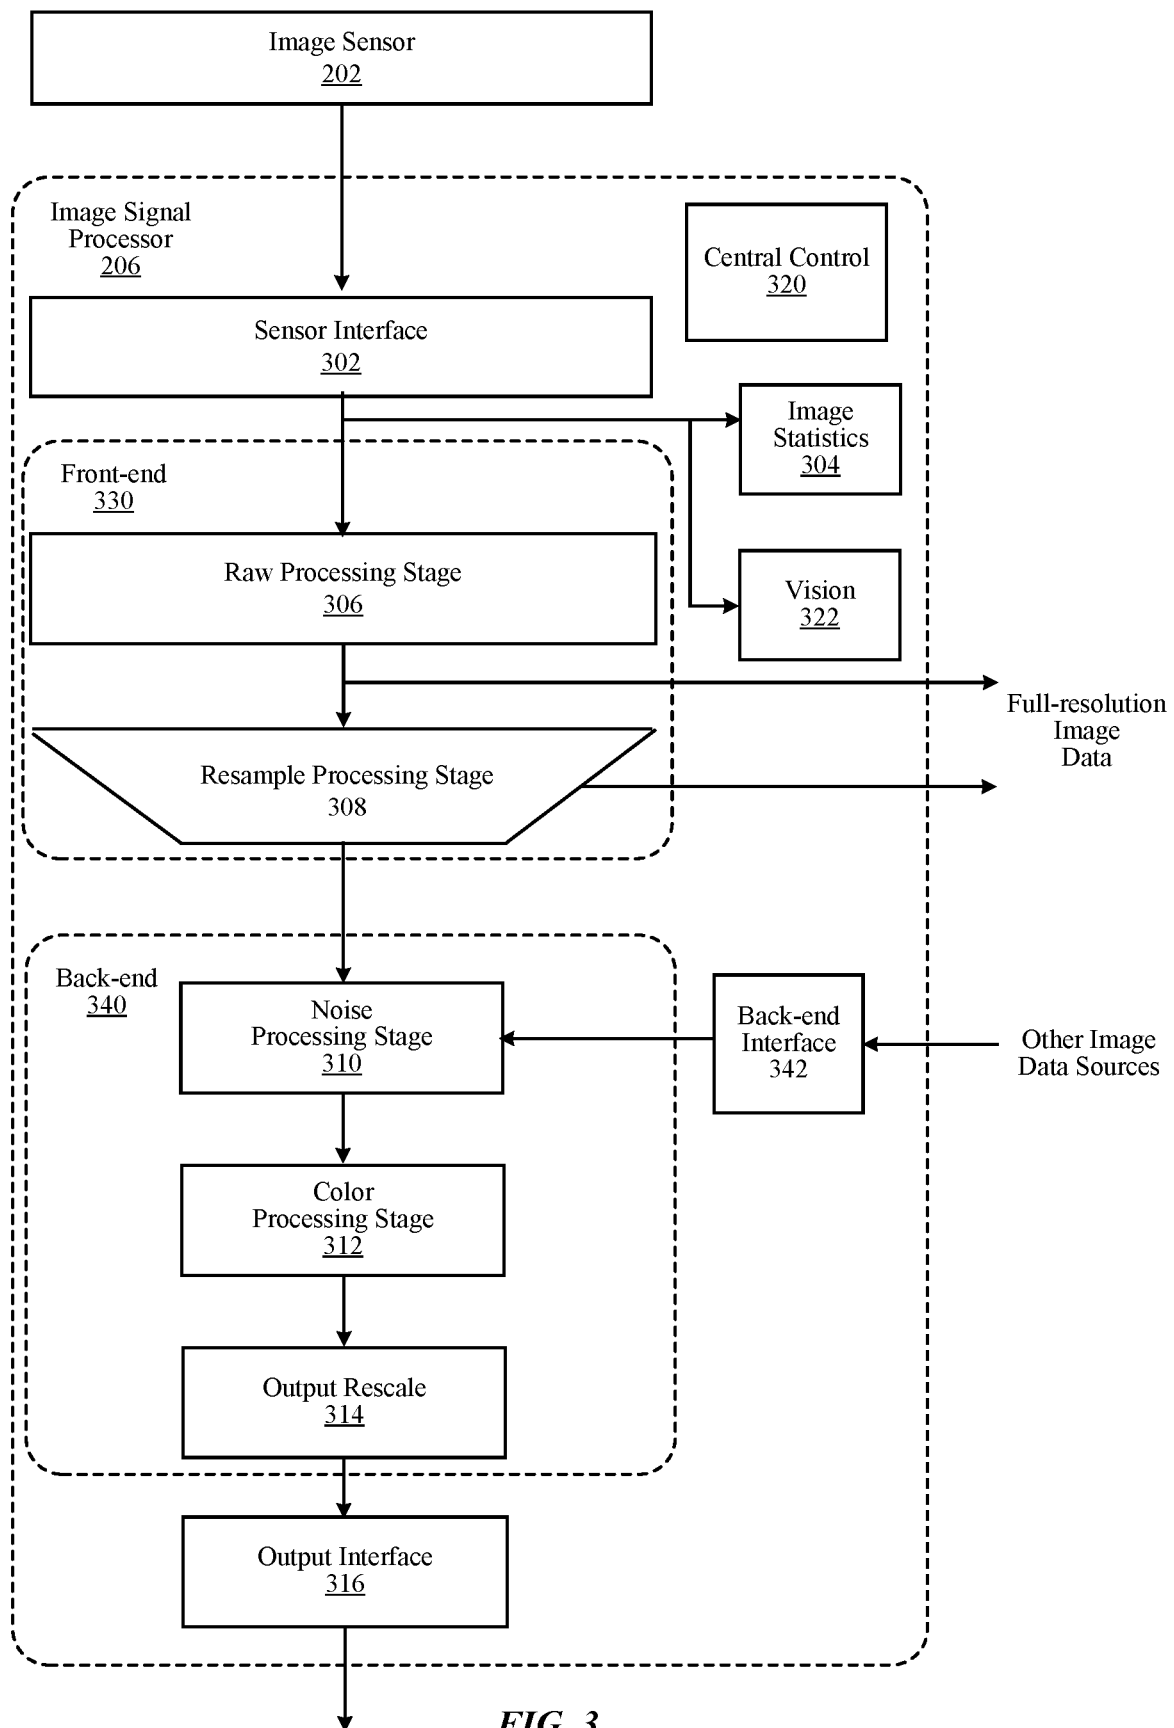 Image Sensor
202
Image Signal
Processor
206
Central Control
320
Sensor Interface
302
Image
Statistics
304
Front-end
330
Raw Processing Stage
306
Vision
322
Full-resolution
Image
Data
Resample Processing Stage
308
Back-end
340
Noise
Processing Stage
310
Back-end
Interface
342
Other Image
Data Sources
Color
Processing Stage
312
Output Rescale
314
Output Interface
316
FIG. 3